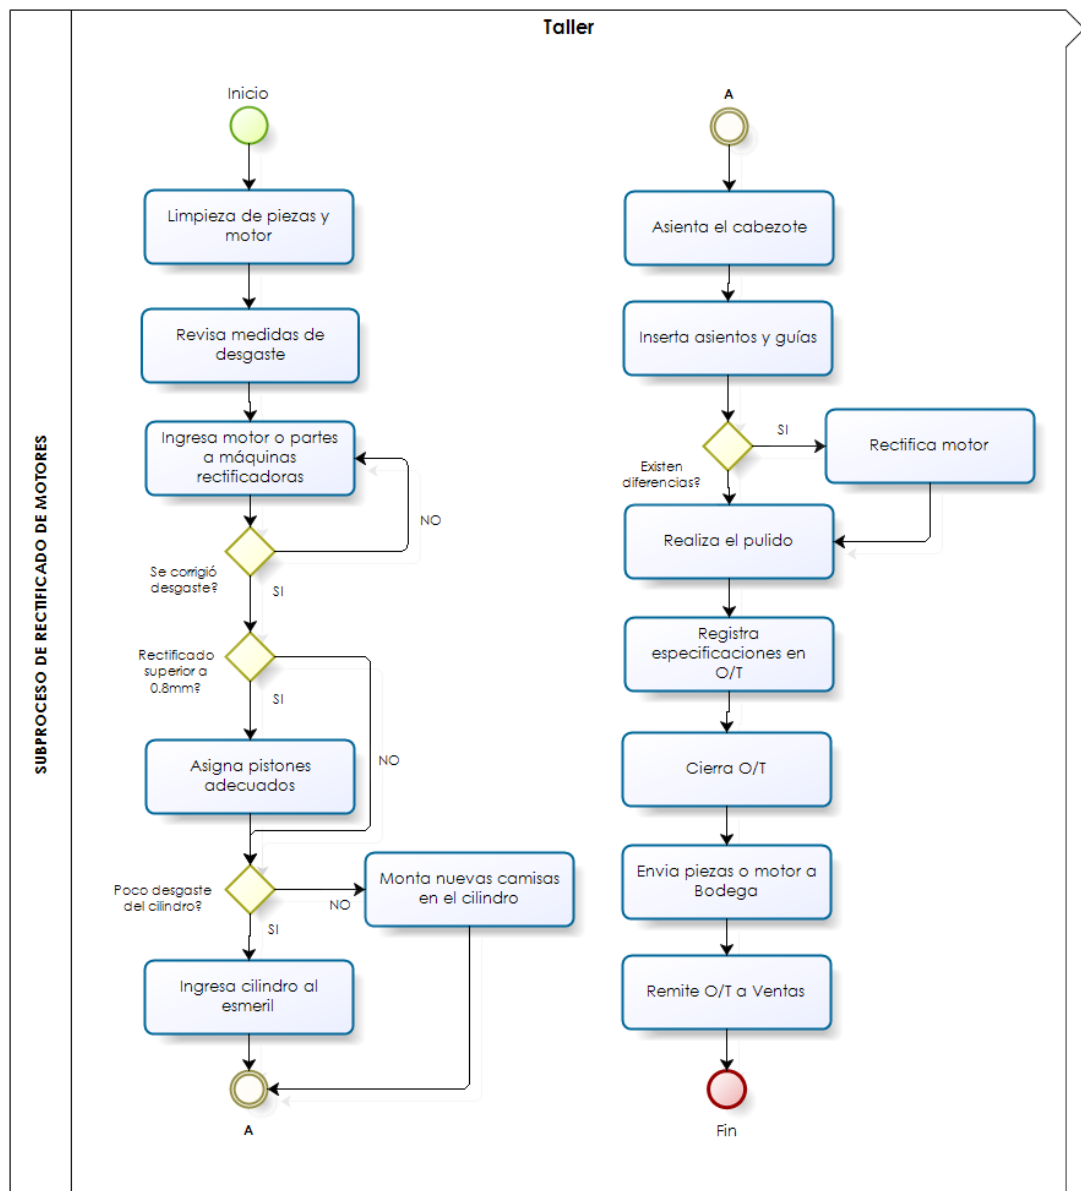 Taller
SUBPROCESO DE RECTIFICADO DE MOTORES
Inicio
Limpieza de piezas y
motor
Revisa medidas de
desgaste
Ingresa motor o partes
a máquinas
rectificadoras
NO
Se corrigió
desgaste?
SI
Rectificado
superior a
0.8mm?
SI
NO
Asigna pistones
adecuados
Poco desgaste
del cilindro?
NO
SI
Monta nuevas camisas
en el cilindro
Ingresa cilindro al
esmeril
A
A
Asienta el cabezote
Inserta asientos y guías
SI
Existen
diferencias?
Rectifica motor
Realiza el pulido
Registra
especificaciones en
O/T
Cierra O/T
Envia piezas o motor a
Bodega
Remite O/T a Ventas
Fin